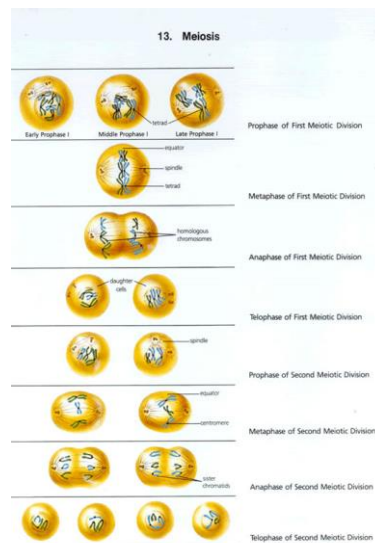 13. Meiosis
tetrad
Early Prophase I Middle Prophase I Late Prophase I
Prophase of First Meiotic Division
equator
spindle
tetrad
Metaphase of First Meiotic Division
homologous
chromosomes
Anaphase of First Meiotic Division
daughter
cells
Telophase of First Meiotic Division
spindle
Prophase of Second Meiotic Division
equator
centromere
Metaphase of Second Meiotic Division
sister
chromatids
Anaphase of Second Meiotic Division
Telophase of Second Meiotic Division